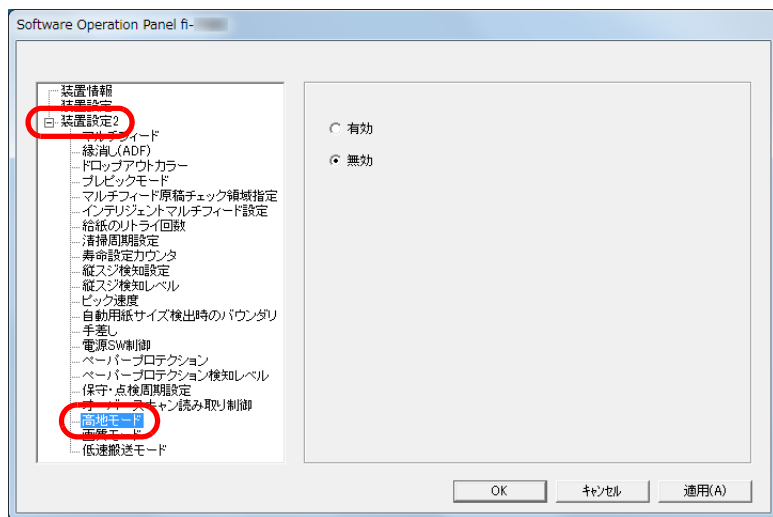 Software Operation Panel fi-
装置情報
装置設定
装置設定2
マルチフィード
縁消し(ADF)
ドロップアウトカラー
プレピックモード
マルチフィード原稿チェック領域指定
インテリジェントマルチフィード設定
給紙のリトライ回数
清掃周期設定
寿命設定カウンタ
縦スジ検知設定
縦スジ検知レベル
ピック速度
自動用紙サイズ検出時のバウンダリ
手差し
電源SW制御
ペーパープロテクション
ペーパープロテクション検知レベル
保守・点検周期設定
オーバースキャン読み取り制御
高地モード
画質モード
低速搬送モード
有効
無効
OK
キャンセル
適用(A)